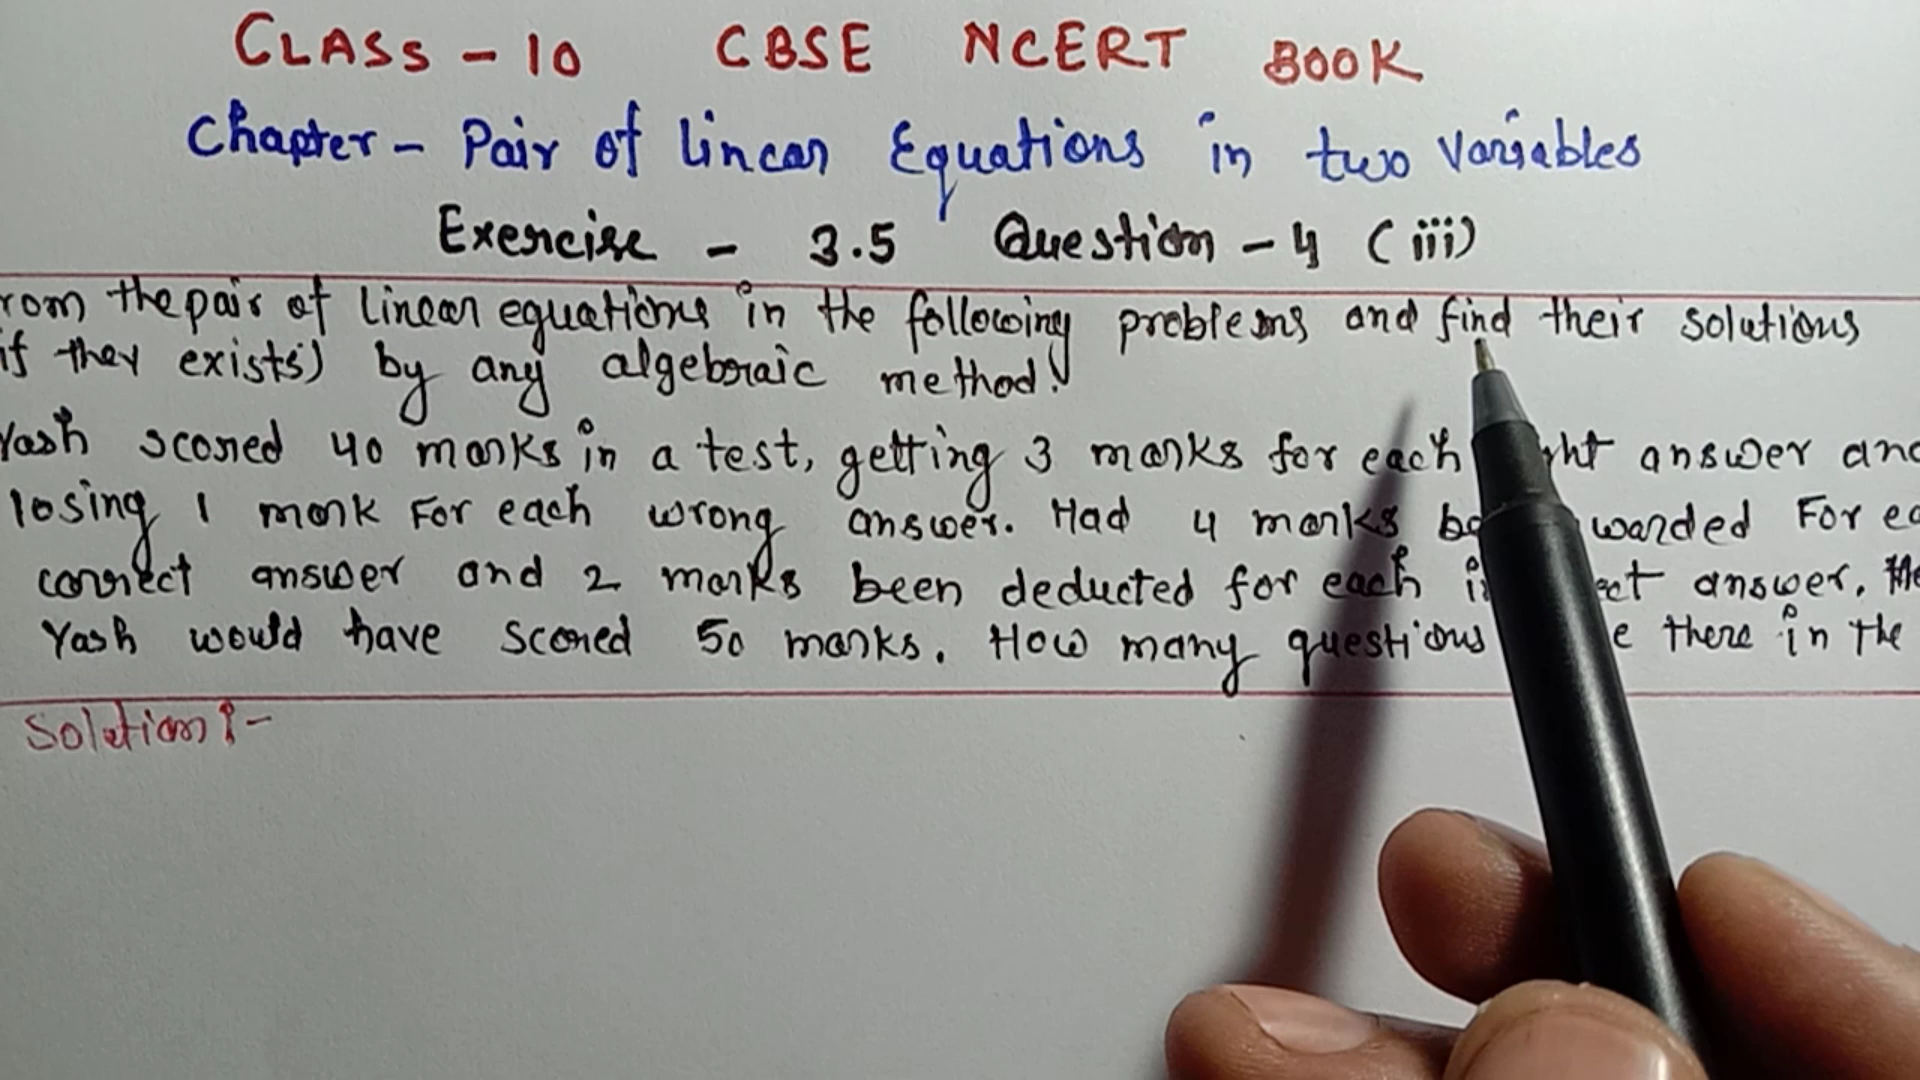 CLASS - 10 CBSE NCERT BOOK
Chapter - Pair of linear Equations in two variables
Exercise - 3.5 Question - 4 (iii)
rom the pair of linear equations in the following problems and find their solutions
if they exists) by any algebraic method!
Yash scored 40 marks in a test, getting 3 marks for each ght answer and
losing 1 mark For each wrong answer. Had 4 marks warded For ea
correct answer and 2 marks been deducted for each ect answer, the
Yash would have scored 50 marks. How many questions e there in the
Solution :-